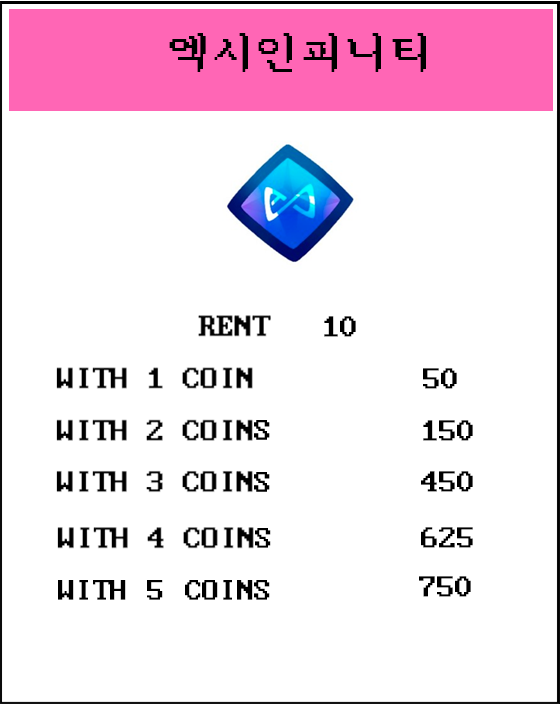 엑시인피니티
RENT 10
WITH 1 COIN 50
WITH 2 COINS 150
WITH 3 COINS 450
WITH 4 COINS 625
WITH 5 COINS 750